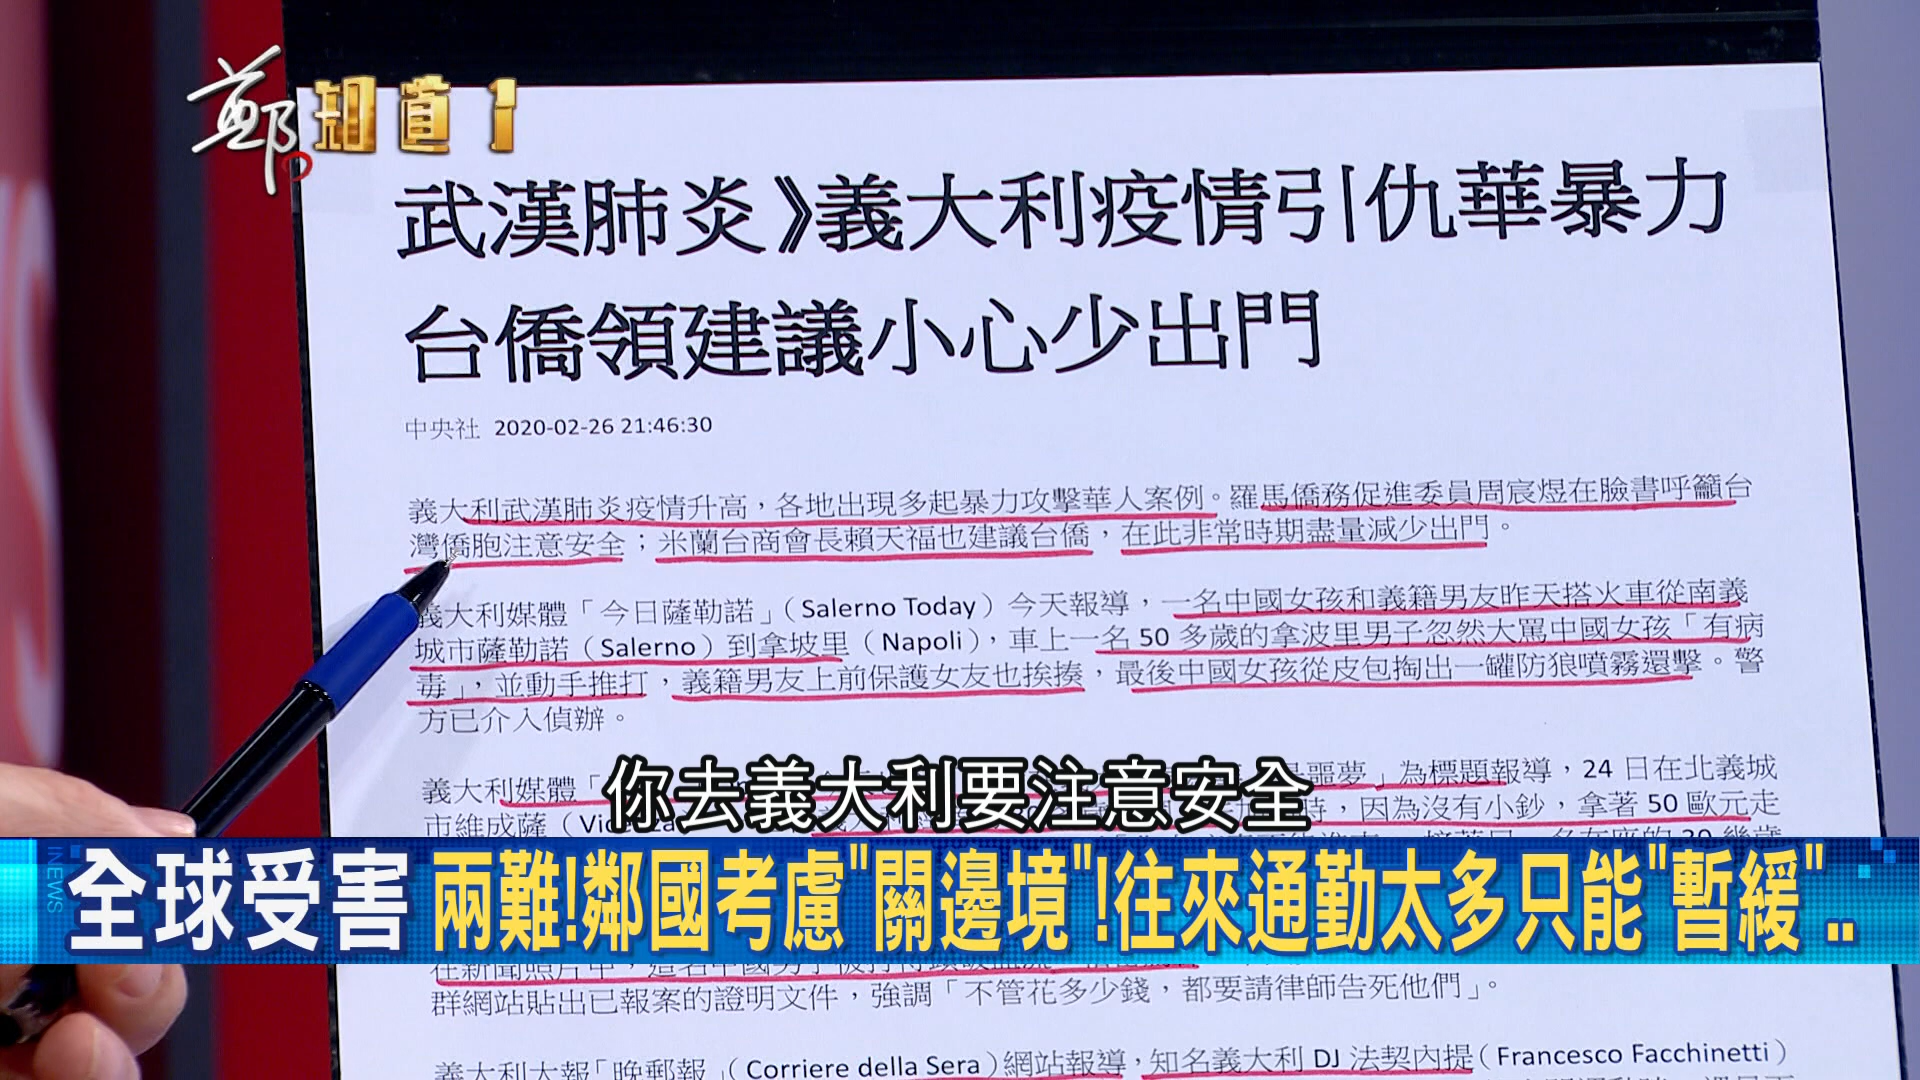 鄭知道了
武漢肺炎》義大利疫情引仇華暴力
台僑領建議小心少出門
中央社 2020-02-26 21:46:30
義大利武漢肺炎疫情升高，各地出現多起暴力攻擊華人案例。羅馬僑務促進委員周宸煜在臉書呼籲台
灣僑胞注意安全；米蘭台商會長賴天福也建議台僑，在此非常時期盡量減少出門。
義大利媒體「今日薩勒諾」（Salerno Today）今天報導，一名中國女孩和義籍男友昨天搭火車從南義
城市薩勒諾（Salerno）到拿坡里（Napoli），車上一名 50 多歲的拿波里男子忽然大罵中國女孩「有病
毒」，並動手推打，義籍男友上前保護女友也挨揍，最後中國女孩從皮包掏出一罐防狼噴霧還擊。警
方已介入偵辦。
義大利媒體「
噩夢」為標題報導，24 日在北義城
市維成薩（
時，因為沒有小鈔，拿著 50 歐元走
你去義大利要注意安全
NEWS
全球受害 兩難!鄰國考慮"關邊境"!往來通勤太多只能"暫緩"..
群網站貼出已報案的證明文件，強調「不管花多少錢，都要請律師告死他們」。
義大利大報「晚郵報」（Corriere della Sera）網站報導，知名義大利 DJ 法契內提（Francesco Facchinetti）